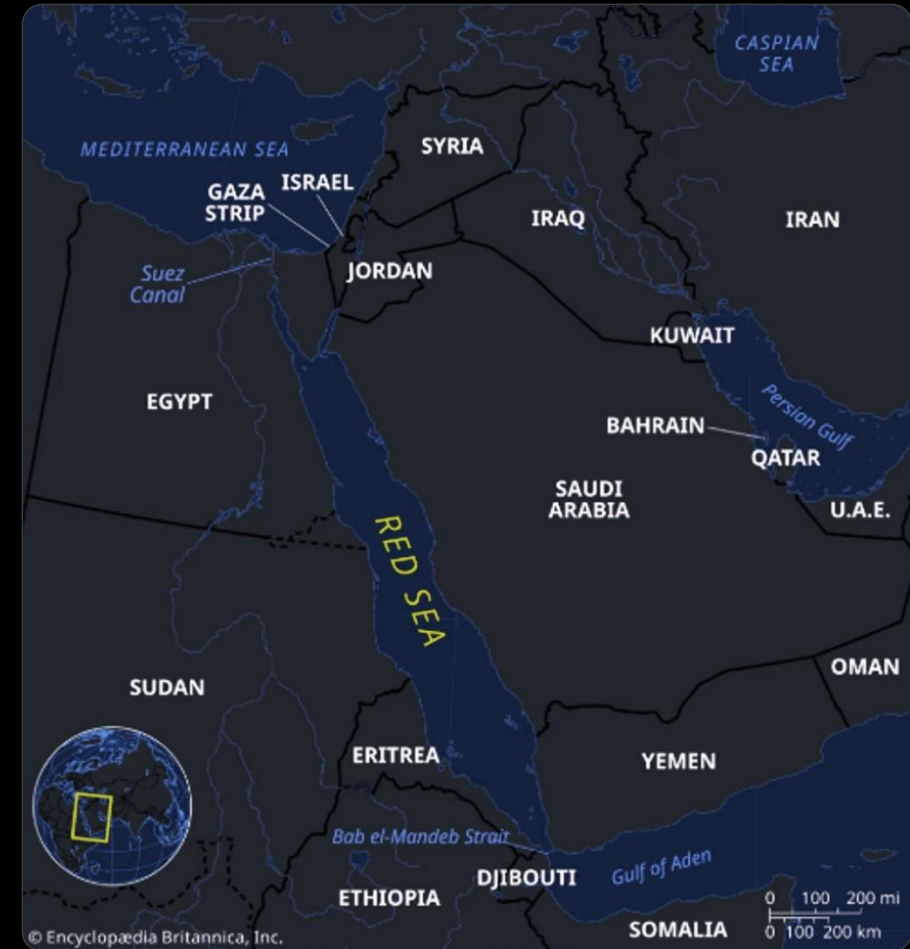 CASPIAN
SEA
MEDITERRANEAN SEA
SYRIA
GAZA
STRIP
ISRAEL
IRAQ
IRAN
JORDAN
Suez
Canal
KUWAIT
EGYPT
Persian Gulf
BAHRAIN
QATAR
SAUDI
ARABIA
U.A.E.
RED SEA
OMAN
SUDAN
ERITREA
YEMEN
Bab el-Mandeb Strait
DJIBOUTI
Gulf of Aden
ETHIOPIA
0 100 200 mi
0 100 200 km
SOMALIA
© Encyclopædia Britannica, Inc.